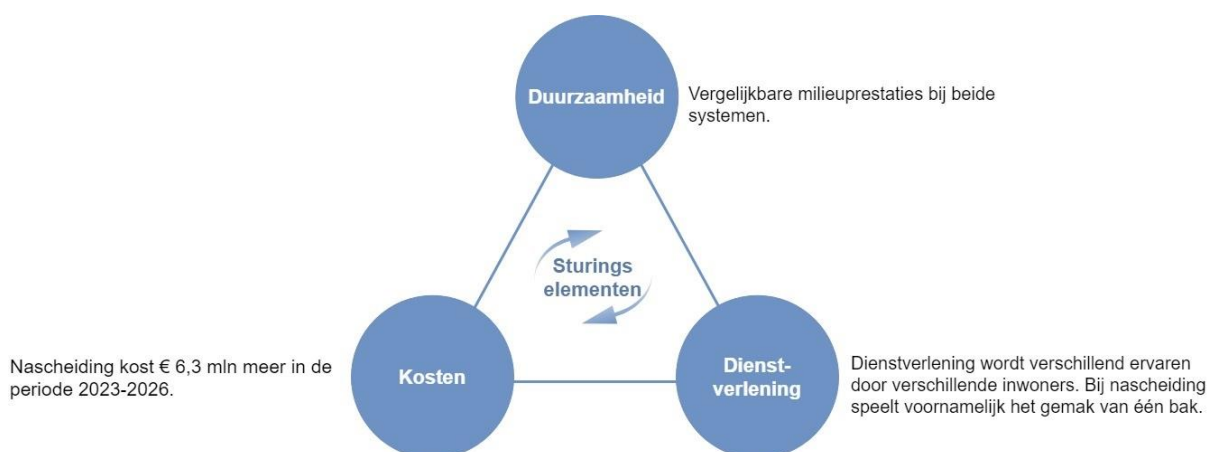 Duurzaamheid
Vergelijkbare milieuprestaties bij beide
systemen.
Sturings
elementen
Nascheiding kost € 6,3 mln meer in de
periode 2023-2026.
Kosten
Dienst-
verlening
Dienstverlening wordt verschillend ervaren
door verschillende inwoners. Bij nascheiding
speelt voornamelijk het gemak van één bak.